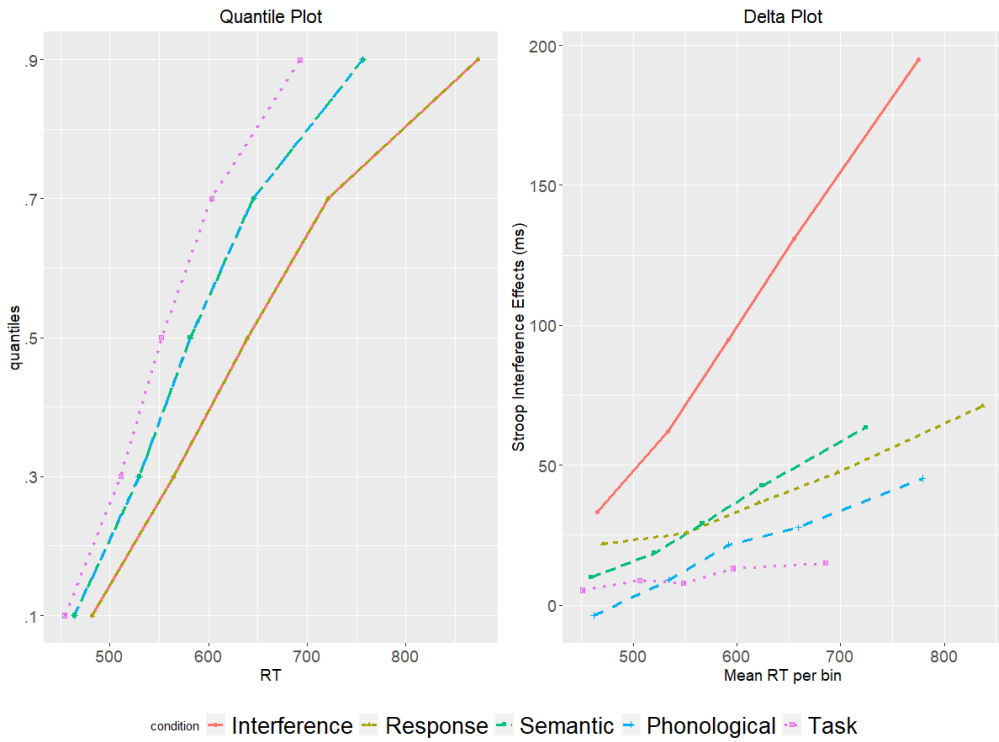 Quantile Plot
Delta Plot
quantiles
.9
.7
.5
.3
.1
500 600 700 800
RT
Stroop Interference Effects (ms)
200
150
100
50
0
500 600 700 800
Mean RT per bin
condition Interference Response Semantic Phonological Task